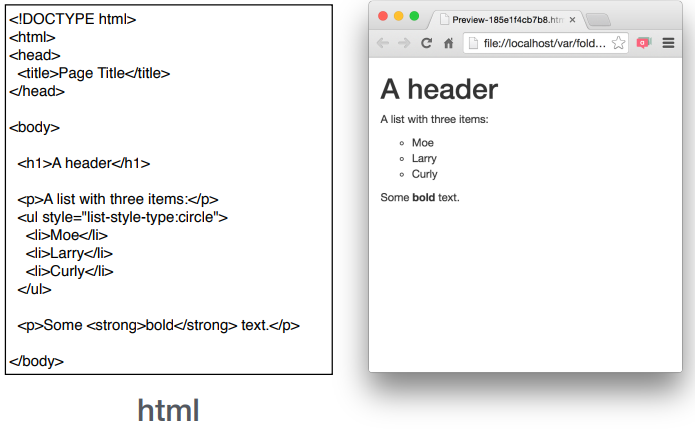 <!DOCTYPE html>
<html>
<head>
<title>Page Title</title>
</head>
<body>
<h1>A header</h1>
<p>A list with three items:</p>
<ul style="list-style-type:circle">
<li>Moe</li>
<li>Larry</li>
<li>Curly</li>
</ul>
<p>Some <strong>bold</strong> text.</p>
</body>
html
Preview-185e1f4cb7b8.htm
file://localhost/var/fold…
A header
A list with three items:
Moe
Larry
Curly
Some bold text.